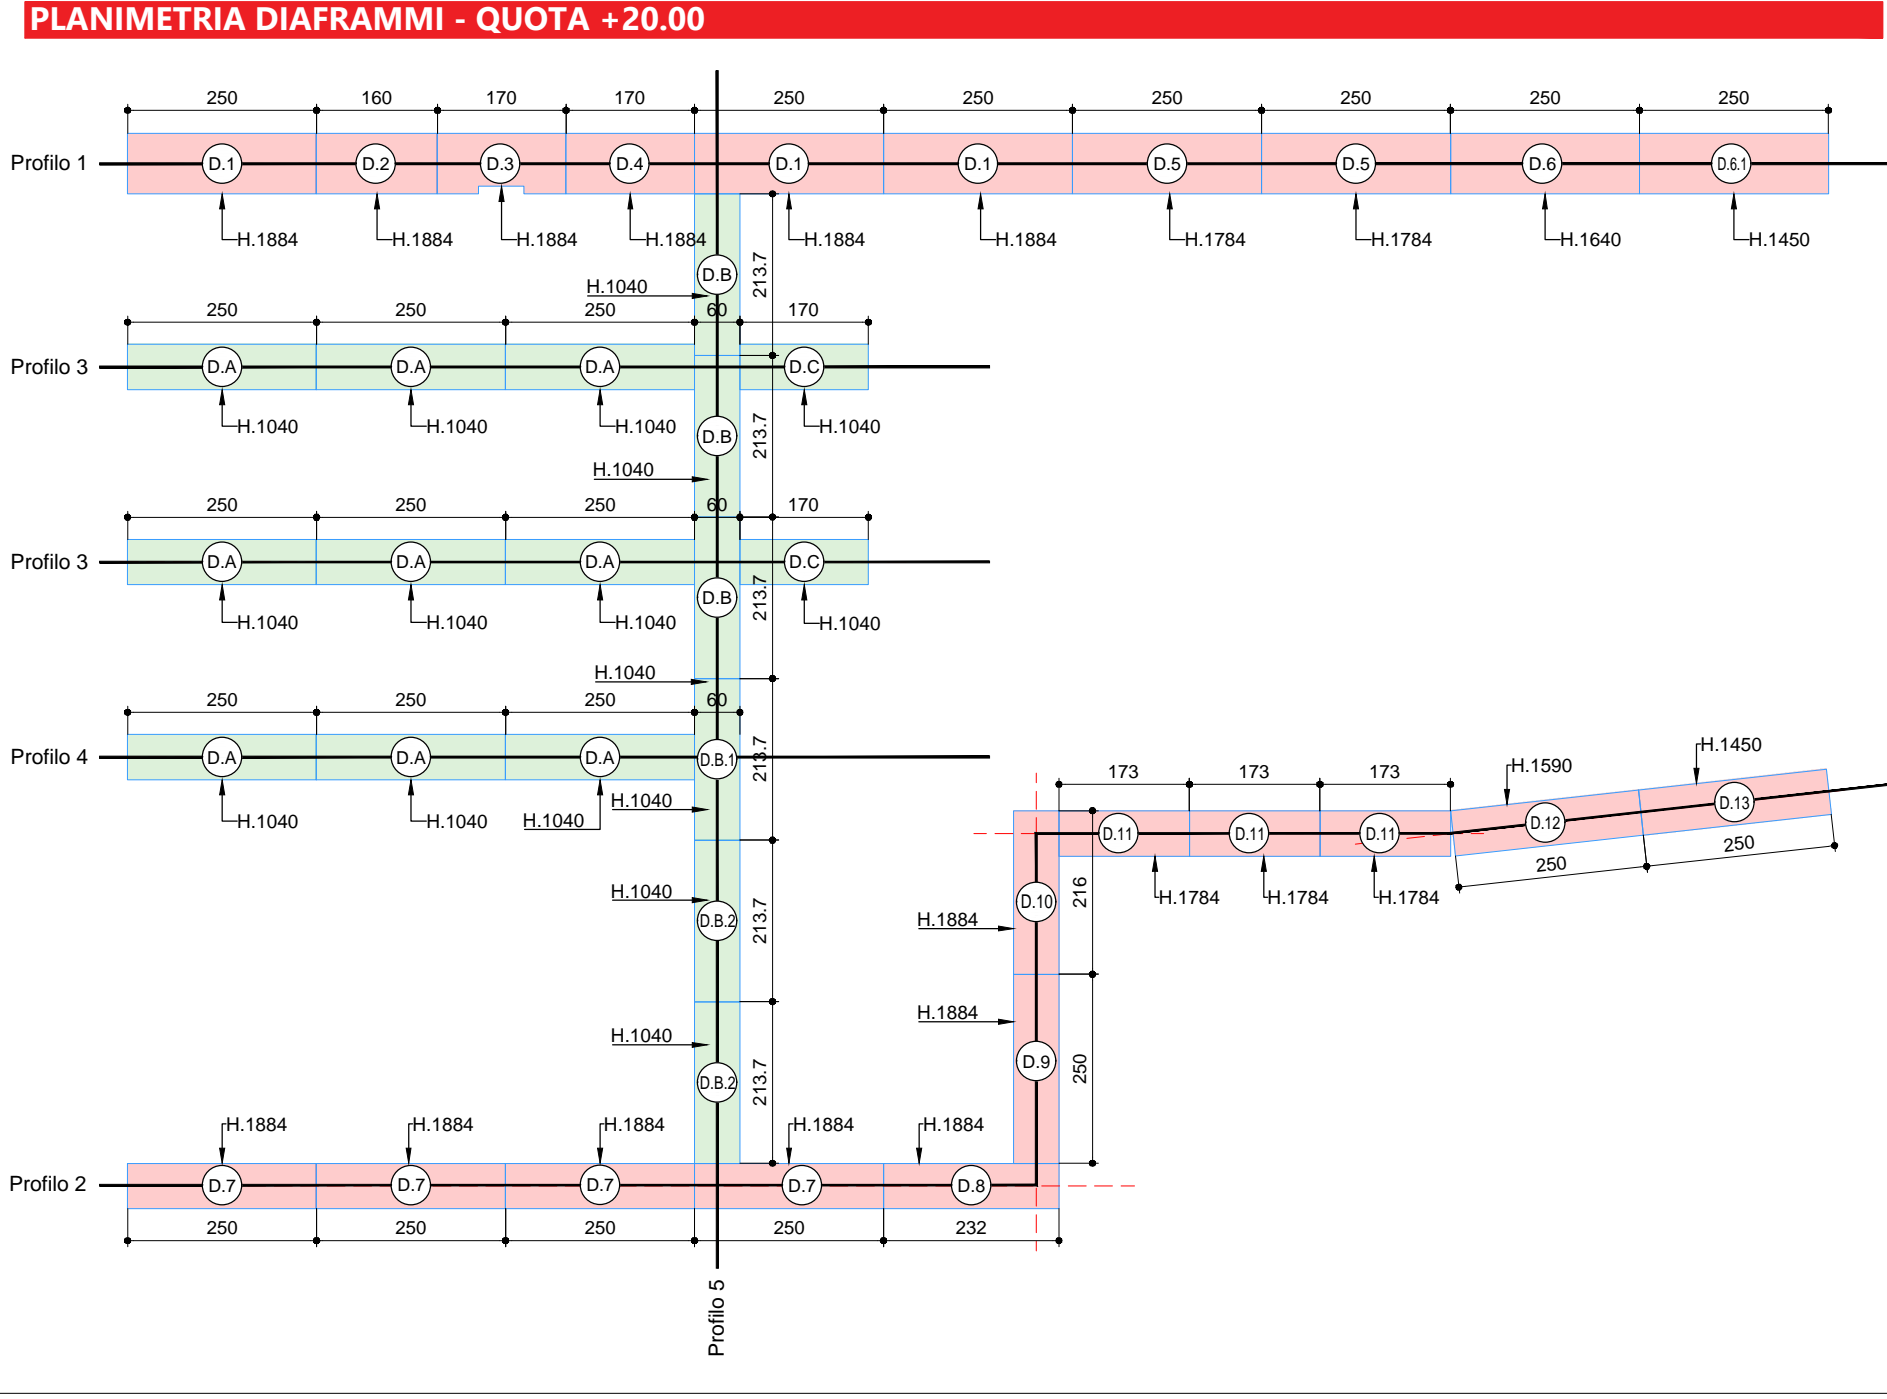 PLANIMETRIA DIAFRAMMI - QUOTA +20.00
250 160 170 170 250 250 250 250 250 250
Profilo 1 D.1 D.2 D.3 D.4 D.1 D.1 D.5 D.5 D.6 D.6.1
H.1884 H.1884 H.1884 H.1884 H.1884 H.1884 H.1784 H.1784 H.1640 H.1450
D.B 213.7
H.1040
250 250 250 60 170
Profilo 3 D.A D.A D.A D.C
H.1040 H.1040 H.1040 H.1040
D.B 213.7
H.1040
250 250 250 60 170
Profilo 3 D.A D.A D.A D.C
D.B 213.7
H.1040 H.1040 H.1040 H.1040
H.1040
250 250 250 60
Profilo 4 D.A D.A D.A D.B.1 213.7
H.1040 H.1040 H.1040 H.1040
173 173 173 H.1590 H.1450
D.11 D.11 D.11 D.12 D.13
250 250
H.1784 H.1784 H.1784
H.1040 D.B.2 213.7
H.1884 D.10 216
H.1884 D.9 250
H.1040 D.B.2 213.7
H.1884 H.1884 H.1884 H.1884 H.1884
Profilo 2 D.7 D.7 D.7 D.7 D.8
250 250 250 250 232
Profilo 5